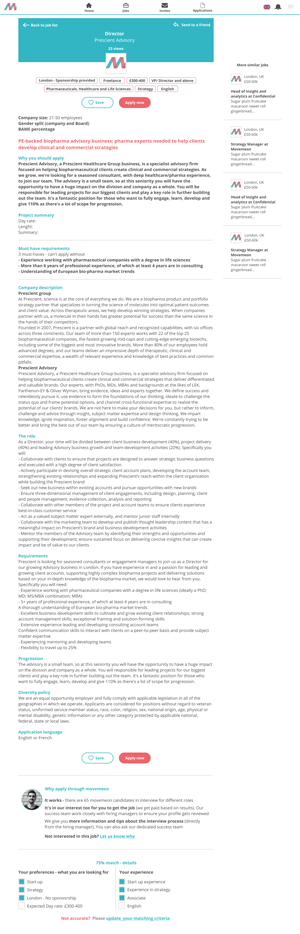 Home
Jobs
Invites
Applications
Back to job list
Send to a friend
Director
Prescient Advisory
25 views
London - Sponsorship provided
Freelance
£300-400
VP/ Director and above
Pharmaceuticals, Healthcare and Life Sciences
Strategy
English
Save
Apply now
Company size: 21-50 employees
Gender split (company and Board)
BAME percentage
PE-backed biopharma advisory business; pharma experts needed to help clients
develop clinical and commercial strategies
Why you should apply
Prescient Advisory, a Prescient Healthcare Group business, is a specialist advisory firm
focused on helping biopharmaceutical clients create clinical and commercial strategies. As
we grow, we're looking for a seasoned consultant, with deep healthcare/pharma experience,
to join our team. The advisory is a small team, so at this seniority you will have the
opportunity to have a huge impact on the division and company as a whole. You will be
responsible for leading projects for our biggest clients and play a key role in further building
out the team. It's a fantastic position for those who want to fully engage, learn, develop and
give 110% as there's a lot of scope for progression.
Project summary
Day rate:
Lenght:
Summary:
Must have requirements
3 must-haves - can't apply without
- Experience working with pharmaceutical companies with a degree in life sciences
- More than 6 years of professional experience, of which at least 4 years are in consulting
- Understanding of European bio-pharma market trends
Company description
Prescient group
At Prescient, science is at the core of everything we do. We are a biopharma product and portfolio
strategy partner that specialises in turning the science of molecules into optimal patient outcomes
and client value. Across therapeutic areas, we help develop winning strategies. When companies
partner with us, a molecule in their hands has greater potential for success than the same science in
the hands of their competitors.
Founded in 2007, Prescient is a partner with global reach and recognized capabilities, with six offices
across three continents. Our team of more than 150 experts works with 22 of the top 25
biopharmaceutical companies, the fastest-growing mid-caps and cutting-edge emerging biotechs,
including some of the biggest and most innovative brands. More than 80% of our employees hold
advanced degrees, and our teams deliver an impressive depth of therapeutic, clinical and
commercial expertise, a wealth of relevant experience and knowledge of best practices and common
pitfalls.
Prescient Advisory
Prescient Advisory, a Prescient Healthcare Group business, is a specialist advisory firm focused on
helping biopharmaceutical clients create clinical and commercial strategies that deliver differentiated
and valuable brands. Our experts, with PhDs, MDs, MBAs and backgrounds at the likes of LEK,
Parthenon-EY & Oliver Wyman, bring together science, ideas and experts together. We define success and
relentlessly pursue it, use evidence to form the foundations of our thinking, ideate to challenge the
status quo and frame potential options, and channel cross-functional expertise to realise the
potential of our clients' brands. We are not here to make your decisions for you, but rather to inform,
challenge and advise through insight, subject matter expertise and design thinking. We impart
knowledge, ignite inspiration, foster alignment and build confidence. We're constantly trying to be
better and bring the best out of our team by ensuring a culture of meritocratic progression.
The role
As a Director, your time will be divided between client business development (40%), project delivery
(40%) and leading Advisory business growth and team development activities (20%). Specifically you
will:
- Collaborate with clients to ensure that projects are designed to answer strategic business questions
and executed with a high degree of client satisfaction
- Actively participate in devising overall strategic client account plans, developing the account team,
strengthening existing relationships and expanding Prescient's reach within the client organisation
while building the Prescient brand
- Seek out new business within existing accounts and pursue opportunities with new brands
- Ensure three-dimensional management of client engagements, including design, planning, client
and people management, evidence collection, analysis and reporting
- Collaborate with other members of the project and account teams to ensure clients experience
best-in-class customer service
- Act as a valued subject matter expert externally, and mentor junior staff internally
- Collaborate with the marketing team to develop and publish thought leadership content that has a
meaningful impact on Prescient's brand and business development activities
- Mentor the members of the Advisory team by identifying their strengths and opportunities and
supporting their development; ensure sustained focus on delivering concise insights that can create
impact and be of value to our clients
Requirements
Prescient is looking for seasoned consultants or engagement managers to join us as a Director for
our growing Advisory business in London. If you have experience in and a passion for leading and
growing client accounts, supporting highly complex biopharma projects and delivering solutions
based on your in-depth knowledge of the biopharma market, we would love to hear from you.
Specifically you will need:
- Experience working with pharmaceutical companies with a degree in life sciences (ideally a PhD;
MD; MS/MBA combination; MBA)
- 5+ years of professional experience, of which at least 4 years are in consulting
A thorough understanding of European bio-pharma market trends
- Excellent business development skills to cultivate and grow existing client relationships; strong
account management skills; exceptional training and solution-forming skills
- Extensive experience leading and developing consulting account teams
Confident communication skills to interact with clients on a peer-to-peer basis and provide subject
matter expertise
- Experiencing mentoring and developing teams
- Flexibility to travel up to 25%
Progression
The advisory is a small team, so at this seniority you will have the opportunity to have a huge impact
on the division and company as a whole. You will be responsible for leading projects for our biggest
clients and play a key role in further building out the team. It's a fantastic position for those who
want to fully engage, learn, develop and give 110% as there's a lot of scope for progression.
Diversity policy
We are an equal opportunity employer and fully comply with applicable legislation in all of the
geographies in which we operate. Applicants are considered for positions without regard to veteran
status, uniformed service member status, race, color, religion, sex, national origin, age, physical or
mental disability, genetic information or any other category protected by applicable national,
federal, state or local laws.
Application language
English or French
Save
Apply now
Why apply through movemeon
It works - there are 65 movemeon candidates in interview for different roles
It's in our interest too for you to get the job (we get paid based on results). Our
success team work closely with hiring managers to ensure your profile gets reviewed
We give you more information and tips about the interview process (directly
from the hiring manager). You can also ask our dedicated success team
Not interested in this job? Let us know why
75% match - details
Your preferences - what you are looking for
Start up
Strategy
London - No sponsorship
Expected Day rate: £300-400
Your experience
Start up experience
Experience in strategy
Associate
English
Not accurate? Please update your matching criteria
More similar jobs
London, UK
£50-60k
Head of Insight and
analytics at Confidential
Sugar plum fruitcake
macaroon sweet roll
gingerbread...
London, UK
£50-60k
Strategy Manager at
Movemeon
Sugar plum fruitcake
macaroon sweet roll
gingerbread...
London, UK
£50-60k
Head of Insight and
analytics at Confidential
Sugar plum fruitcake
macaroon sweet roll
gingerbread...
London, UK
£50-60k
Strategy Manager at
Movemeon
Sugar plum fruitcake
macaroon sweet roll
gingerbread...